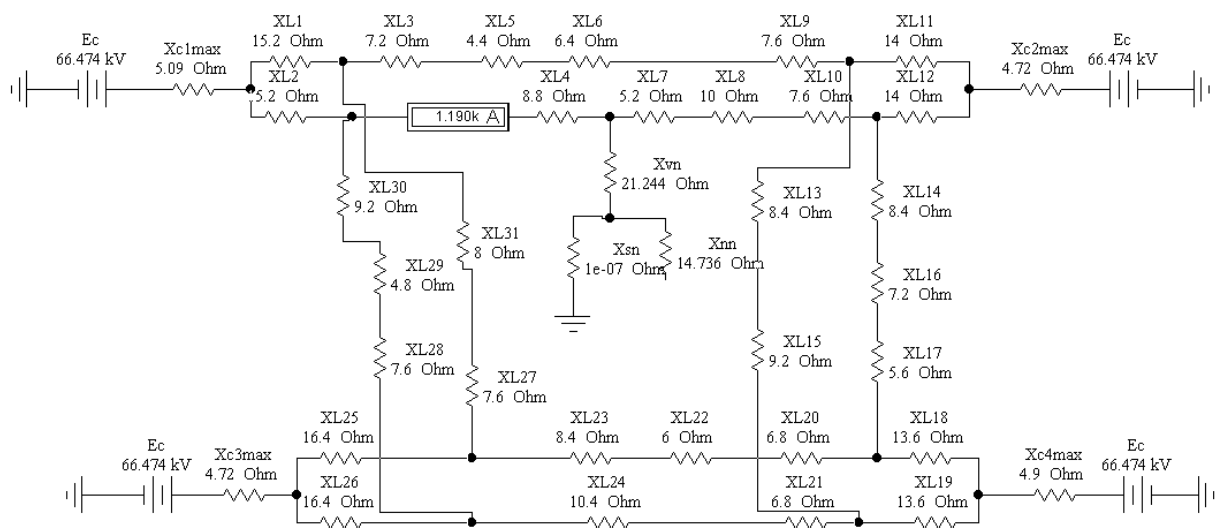 Ec
66.474 kV
Xc1max
5.09 Ohm
XL1
15.2 Ohm
XL2
5.2 Ohm
XL3
7.2 Ohm
XL5
4.4 Ohm
XL6
6.4 Ohm
XL9
7.6 Ohm
XL11
14 Ohm
Xc2max
4.72 Ohm
Ec
66.474 kV
1.190k A
XL4
8.8 Ohm
XL7
5.2 Ohm
XL8
10 Ohm
XL10
7.6 Ohm
XL12
14 Ohm
Xvn
21.244 Ohm
XL30
9.2 Ohm
XL31
8 Ohm
Xsn
1e-07 Ohm
Xnn
14.736 Ohm
XL13
8.4 Ohm
XL14
8.4 Ohm
XL29
4.8 Ohm
XL16
7.2 Ohm
XL28
7.6 Ohm
XL27
7.6 Ohm
XL15
9.2 Ohm
XL17
5.6 Ohm
Ec
66.474 kV
Xc3max
4.72 Ohm
XL25
16.4 Ohm
XL23
8.4 Ohm
XL22
6 Ohm
XL20
6.8 Ohm
XL18
13.6 Ohm
Xc4max
4.9 Ohm
Ec
66.474 kV
XL26
16.4 Ohm
XL24
10.4 Ohm
XL21
6.8 Ohm
XL19
13.6 Ohm